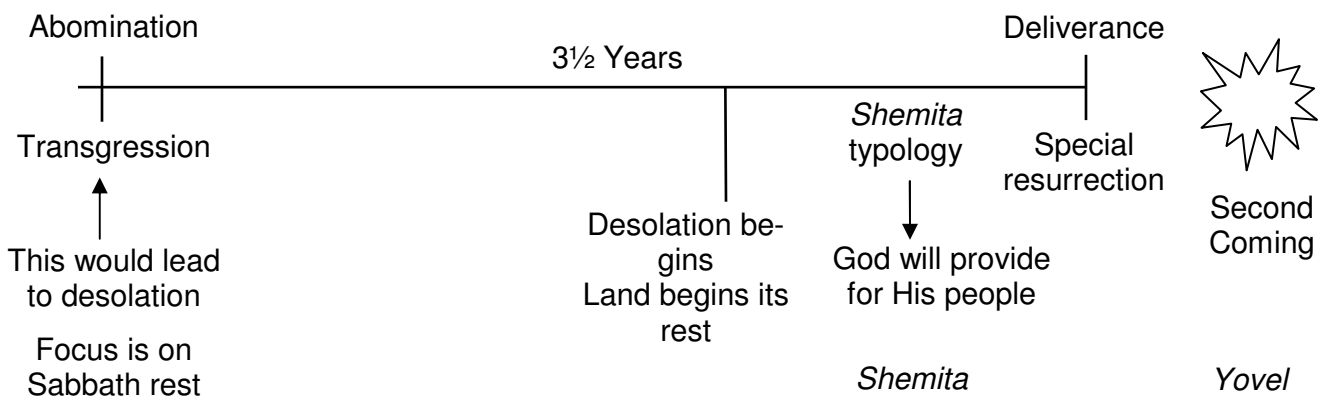 Abomination
Deliverance
3½ Years
Transgression
Shemita
typology
Special
resurrection
Second
Coming
This would lead
to desolation
Desolation be-
gins
Land begins its
rest
God will provide
for His people
Focus is on
Sabbath rest
Shemita
Yovel